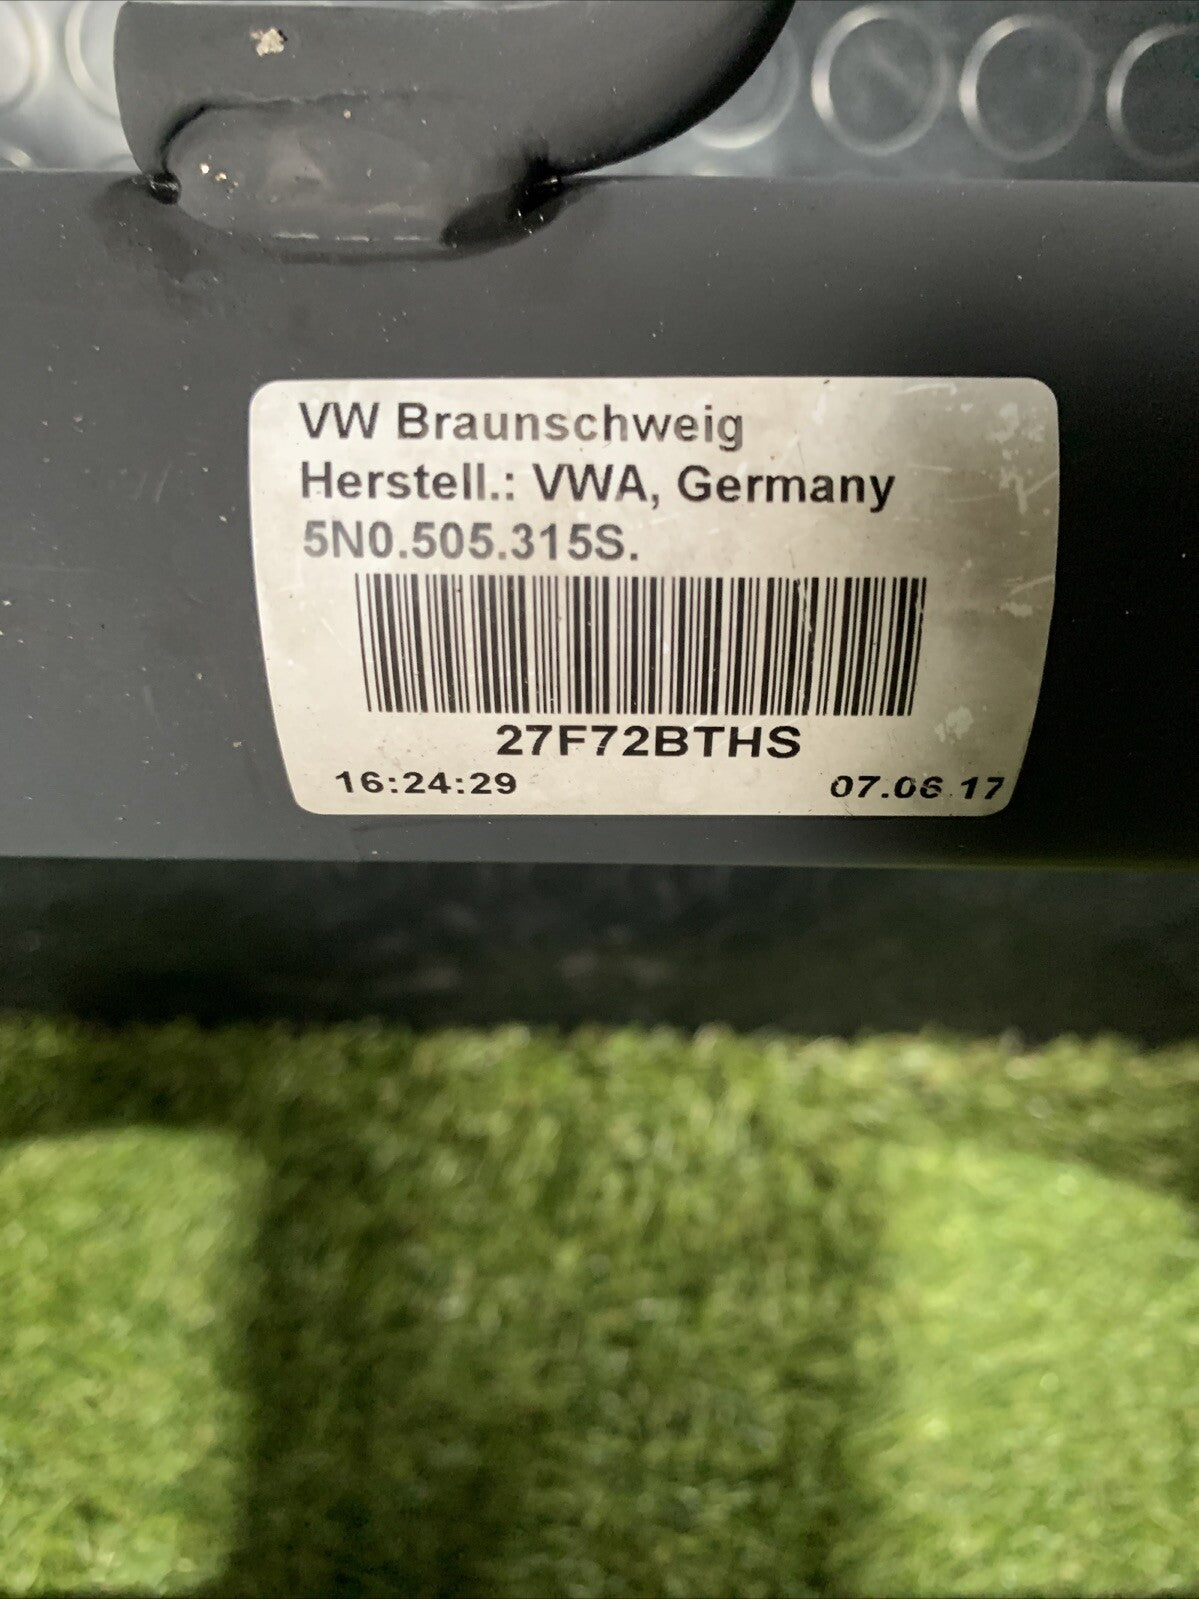 VW Braunschweig
Herstell.: VWA, Germany
5N0.505.315S.
27F72BTHS
16:24:29 07.06.17